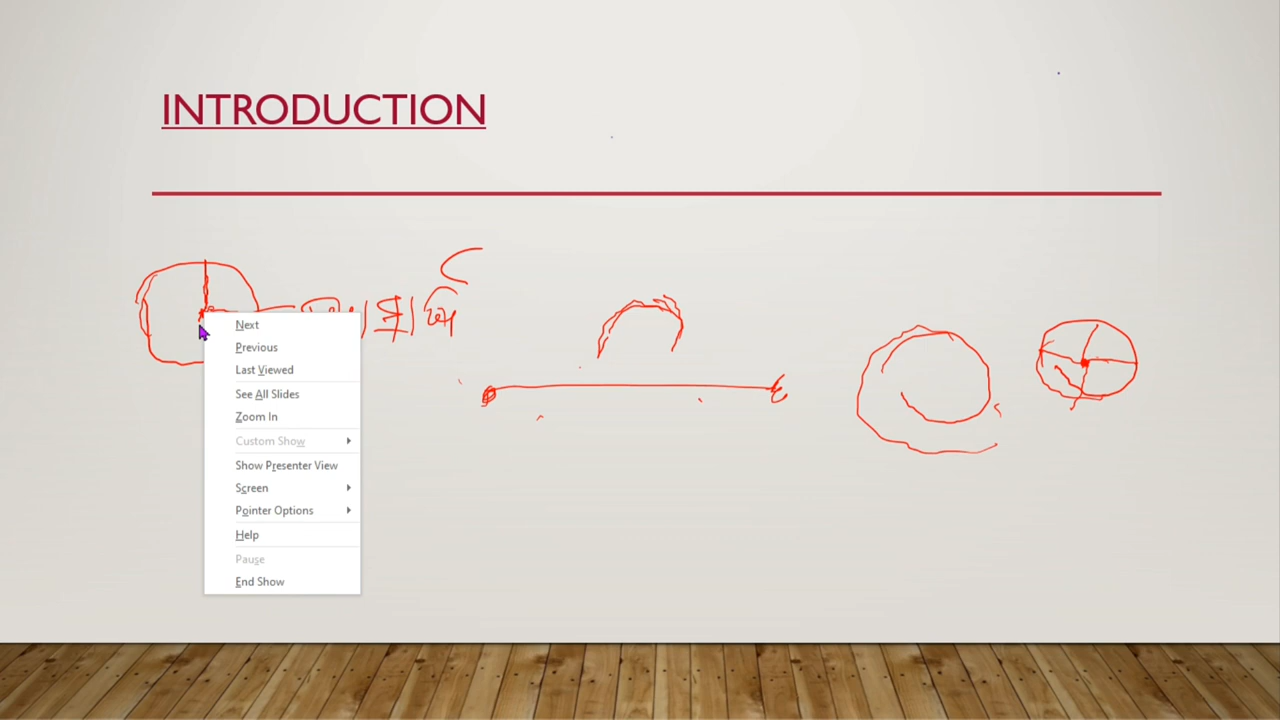 INTRODUCTION
Next
Previous
Last Viewed
See All Slides
Zoom In
Custom Show
Show Presenter View
Screen
Pointer Options
Help
Pause
End Show